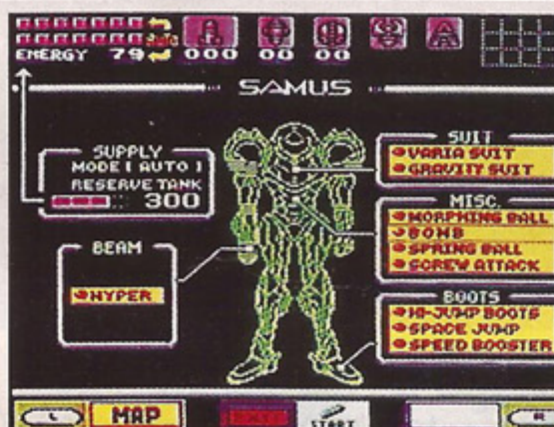 ENERGY 79 000 00 00
SAMUS
SUPPLY
MODE [ AUTO ]
RESERVE TANK
300
BEAM
HYPER
SUIT
VARIA SUIT
GRAVITY SUIT
MISC.
MORPHING BALL
BOMB
SPRING BALL
SCREW ATTACK
BOOTS
HI-JUMP BOOTS
SPACE JUMP
SPEED BOOSTER
L MAP EXIT START R